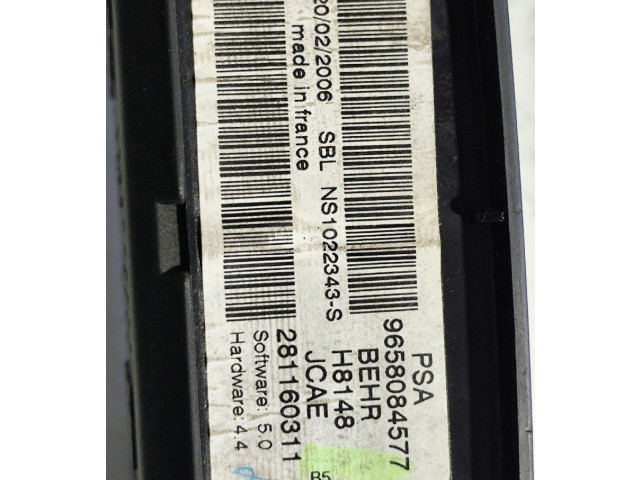 PSA
9658084577
BEHR
H8148
JCAE
281160311
Software: 5.0
Hardware: 4.4
20/02/2006 SBL NS1022343-S
made in france
B5